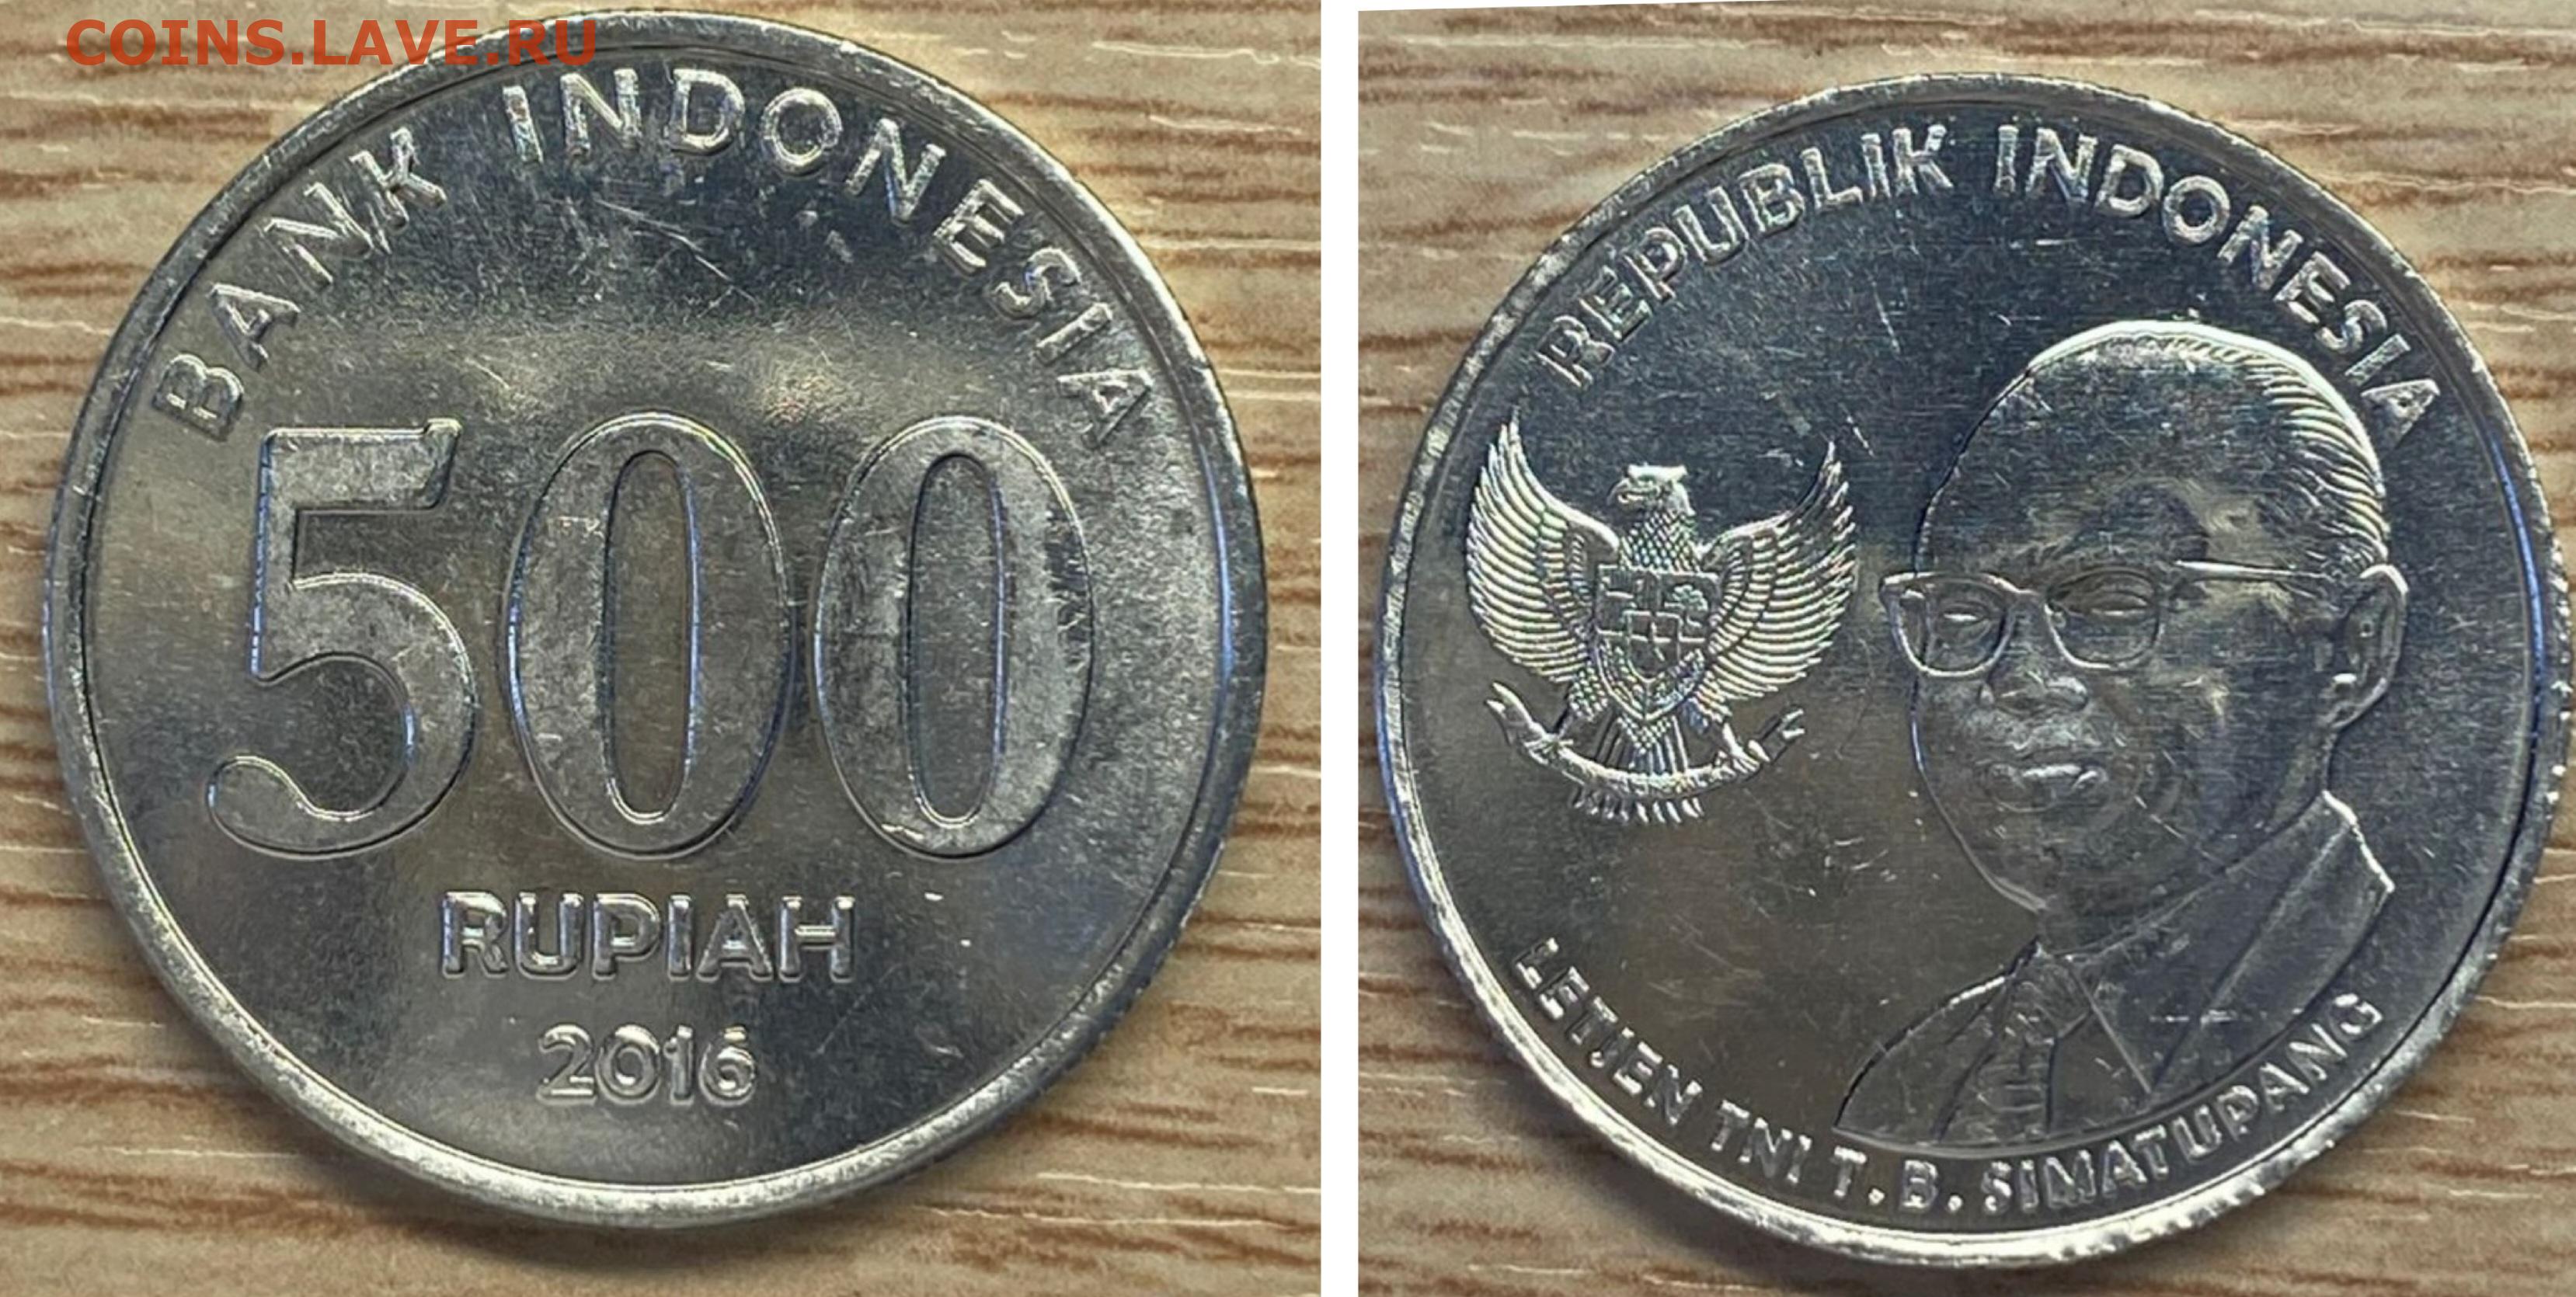 COINS.LAVE.RU
BANK INDONESIA
500
RUPIAH
2016
REPUBLIK INDONESIA
LETJEN TNI T. B. SIMATUPANG